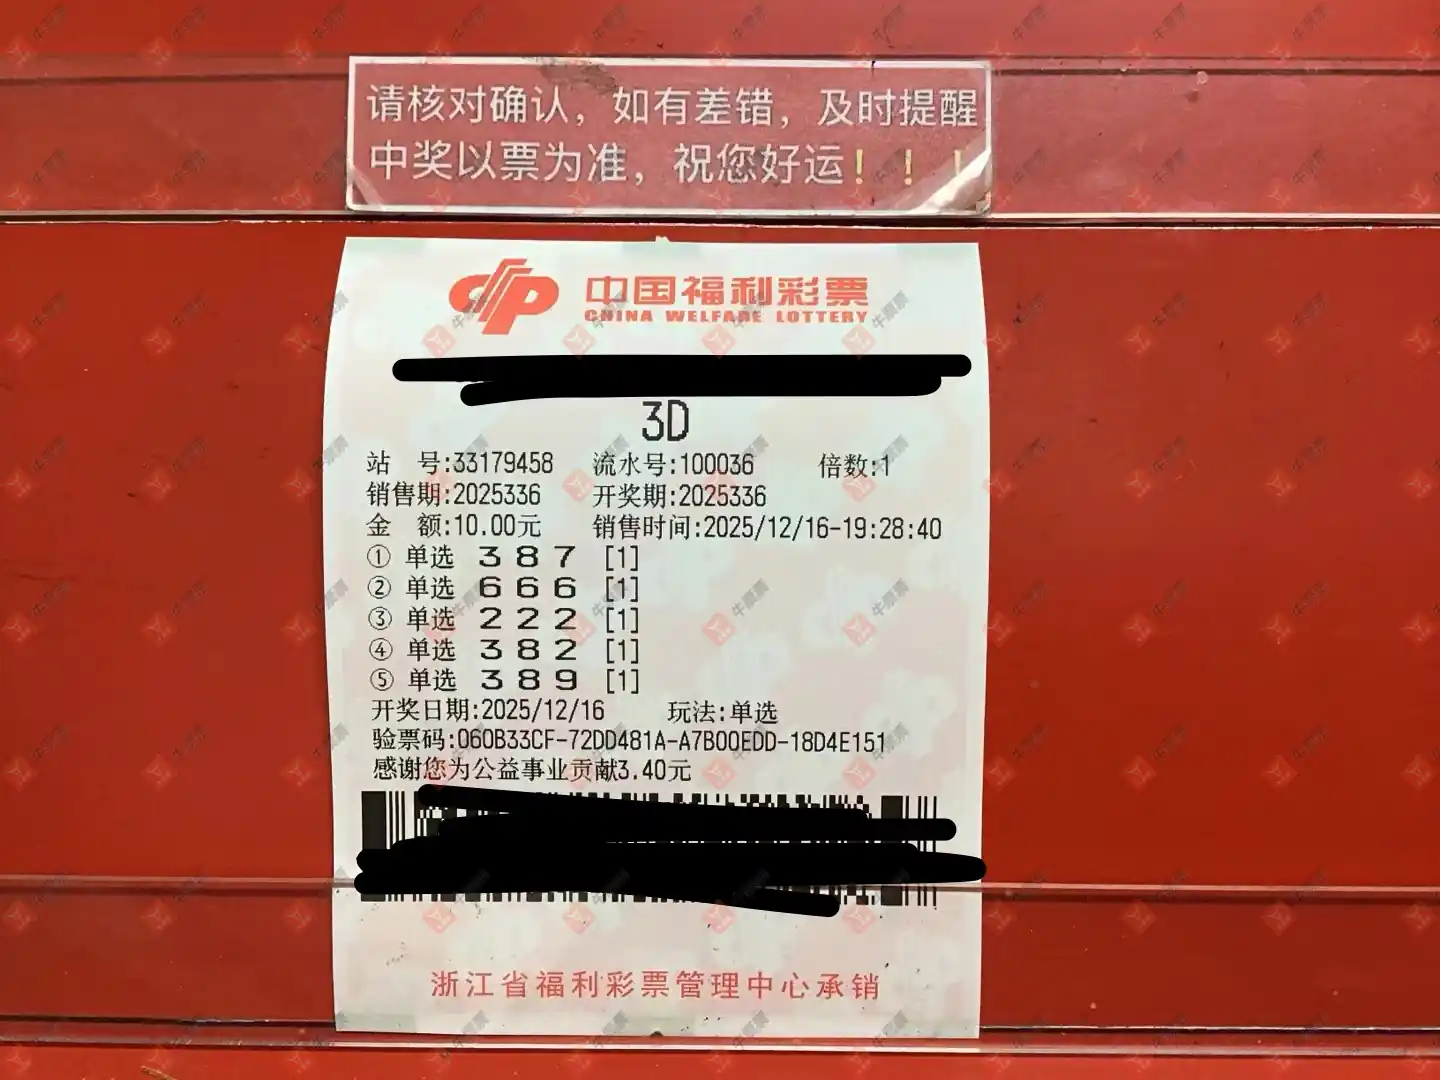 请核对确认，如有差错，及时提醒
中奖以票为准，祝您好运！！！
中国福利彩票
CHINA WELFARE LOTTERY
3D
站 号:33179458 流水号:100036 倍数:1
销售期:2025336 开奖期:2025336
金 额:10.00元 销售时间:2025/12/16-19:28:40
① 单选 3 8 7 [1]
② 单选 6 6 6 [1]
③ 单选 2 2 2 [1]
④ 单选 3 8 2 [1]
⑤ 单选 3 8 9 [1]
开奖日期:2025/12/16 玩法:单选
验票码:060B33CF-72DD481A-A7B00EDD-18D4E151
感谢您为公益事业贡献3.40元
浙江省福利彩票管理中心承销